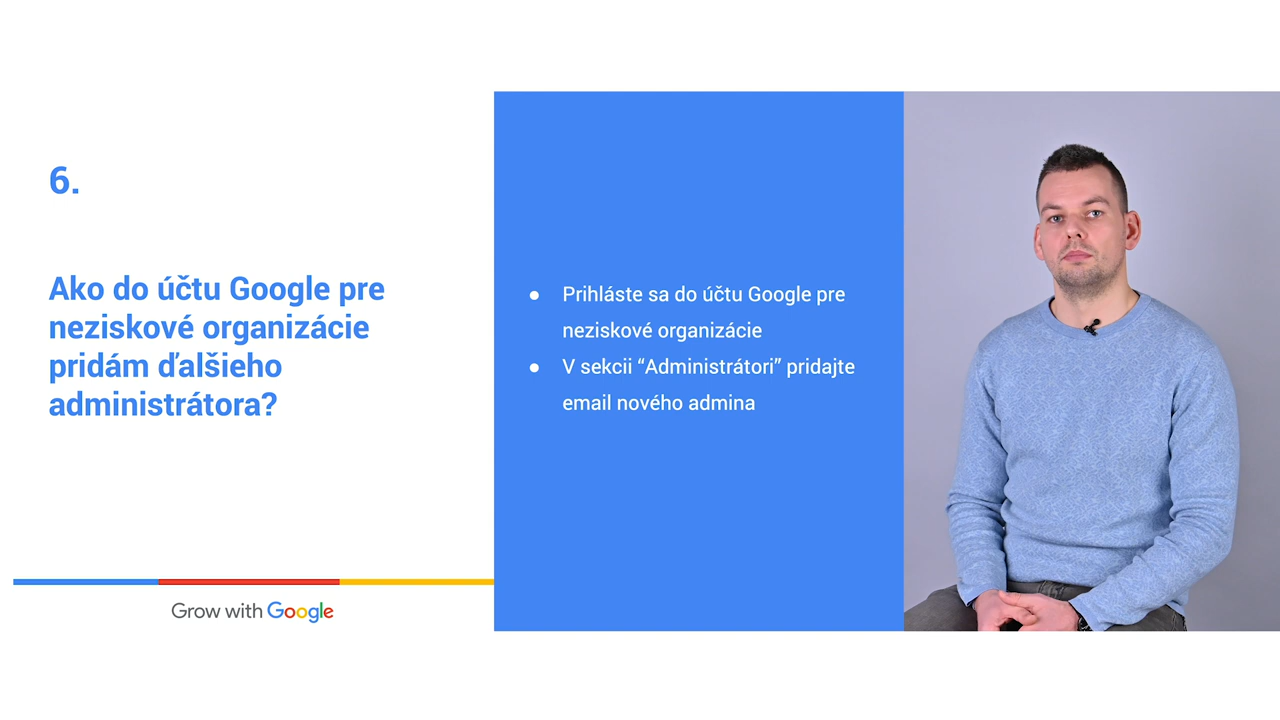 6.
Ako do účtu Google pre
neziskové organizácie
pridám ďalšieho
administrátora?
● Prihláste sa do účtu Google pre
neziskové organizácie
● V sekcii “Administrátori” pridajte
email nového admina
Grow with Google